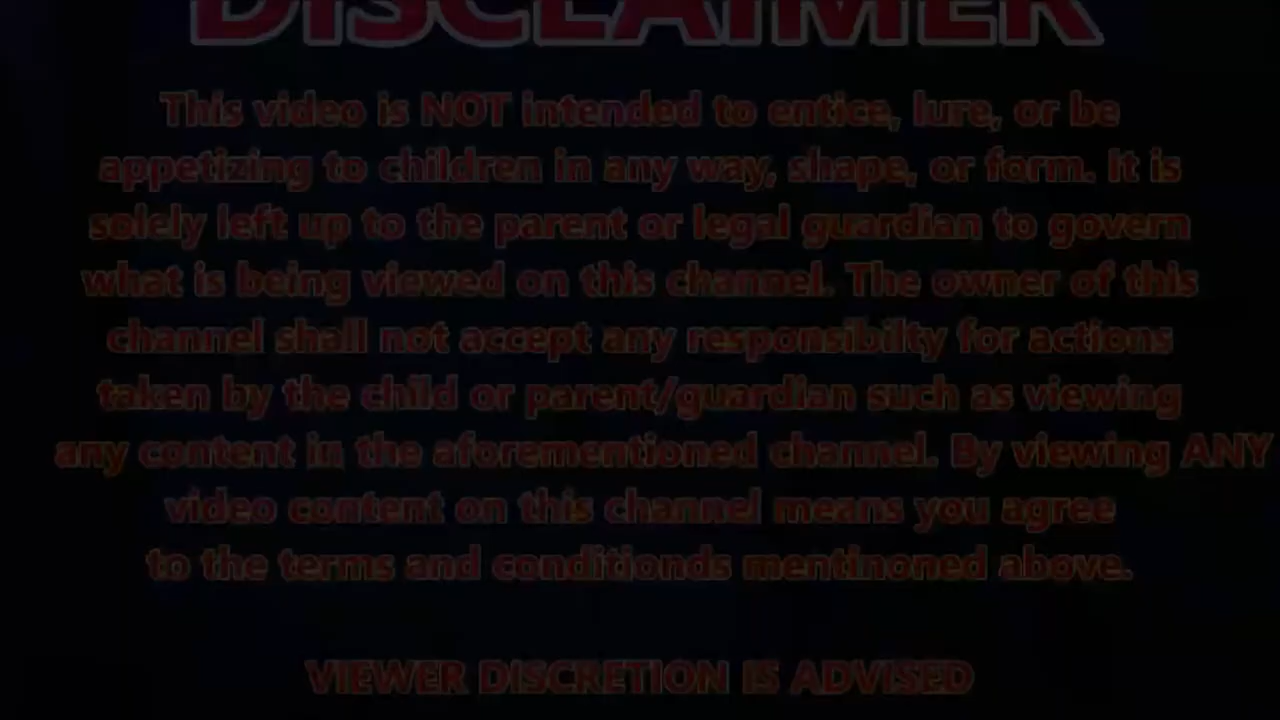 DISCLAIMER
This video is NOT intended to entice, lure, or be
appetizing to children in any way, shape, or form. It is
solely left up to the parent or legal guardian to govern
what is being viewed on this channel. The owner of this
channel shall not accept any responsibilty for actions
taken by the child or parent/guardian such as viewing
any content in the aforementioned channel. By viewing ANY
video content on this channel means you agree
to the terms and conditionds mentinoned above.
VIEWER DISCRETION IS ADVISED